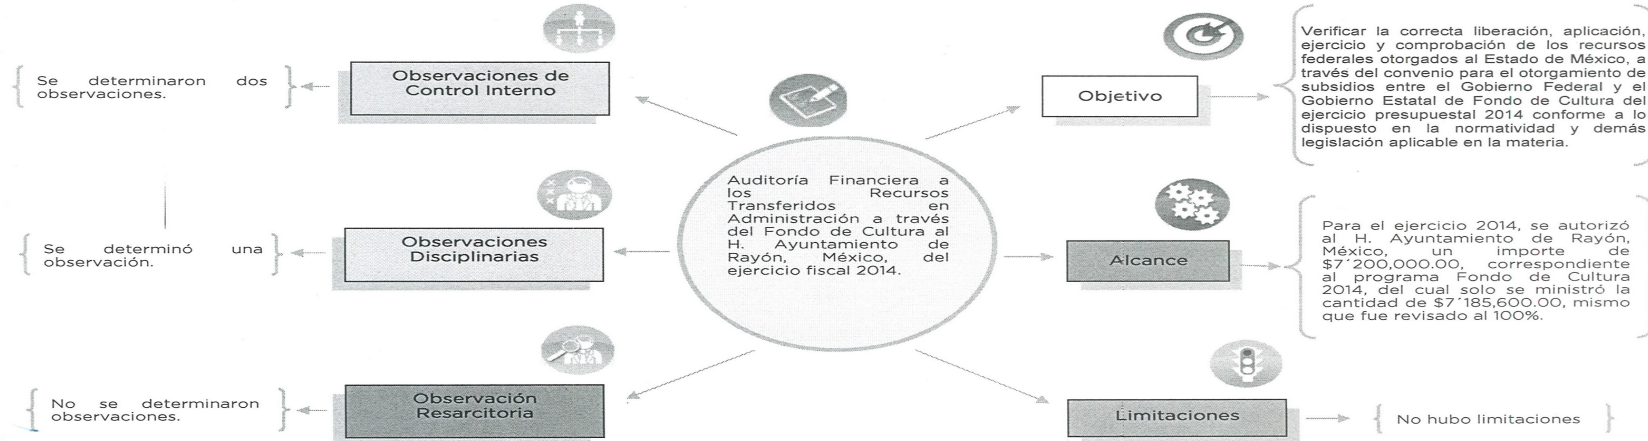 Se determinaron dos
observaciones.
Observaciones de
Control Interno
Se determinó una
observación.
Observaciones
Disciplinarias
No se determinaron
observaciones.
Observación
Resarcitoria
Auditoría Financiera a
los Recursos
Transferidos en
Administración a través
del Fondo de Cultura al
H. Ayuntamiento de
Rayón, México, del
ejercicio fiscal 2014.
Objetivo
Verificar la correcta liberación, aplicación,
ejercicio y comprobación de los recursos
federales otorgados al Estado de México, a
través del convenio para el otorgamiento de
subsidios entre el Gobierno Federal y el
Gobierno Estatal de Fondo de Cultura del
ejercicio presupuestal 2014 conforme a lo
dispuesto en la normatividad y demás
legislación aplicable en la materia.
Alcance
Para el ejercicio 2014, se autorizó
al H. Ayuntamiento de Rayón,
México, un importe de
$7´200,000.00, correspondiente
al programa Fondo de Cultura
2014, del cual solo se ministró la
cantidad de $7´185,600.00, mismo
que fue revisado al 100%.
Limitaciones
No hubo limitaciones